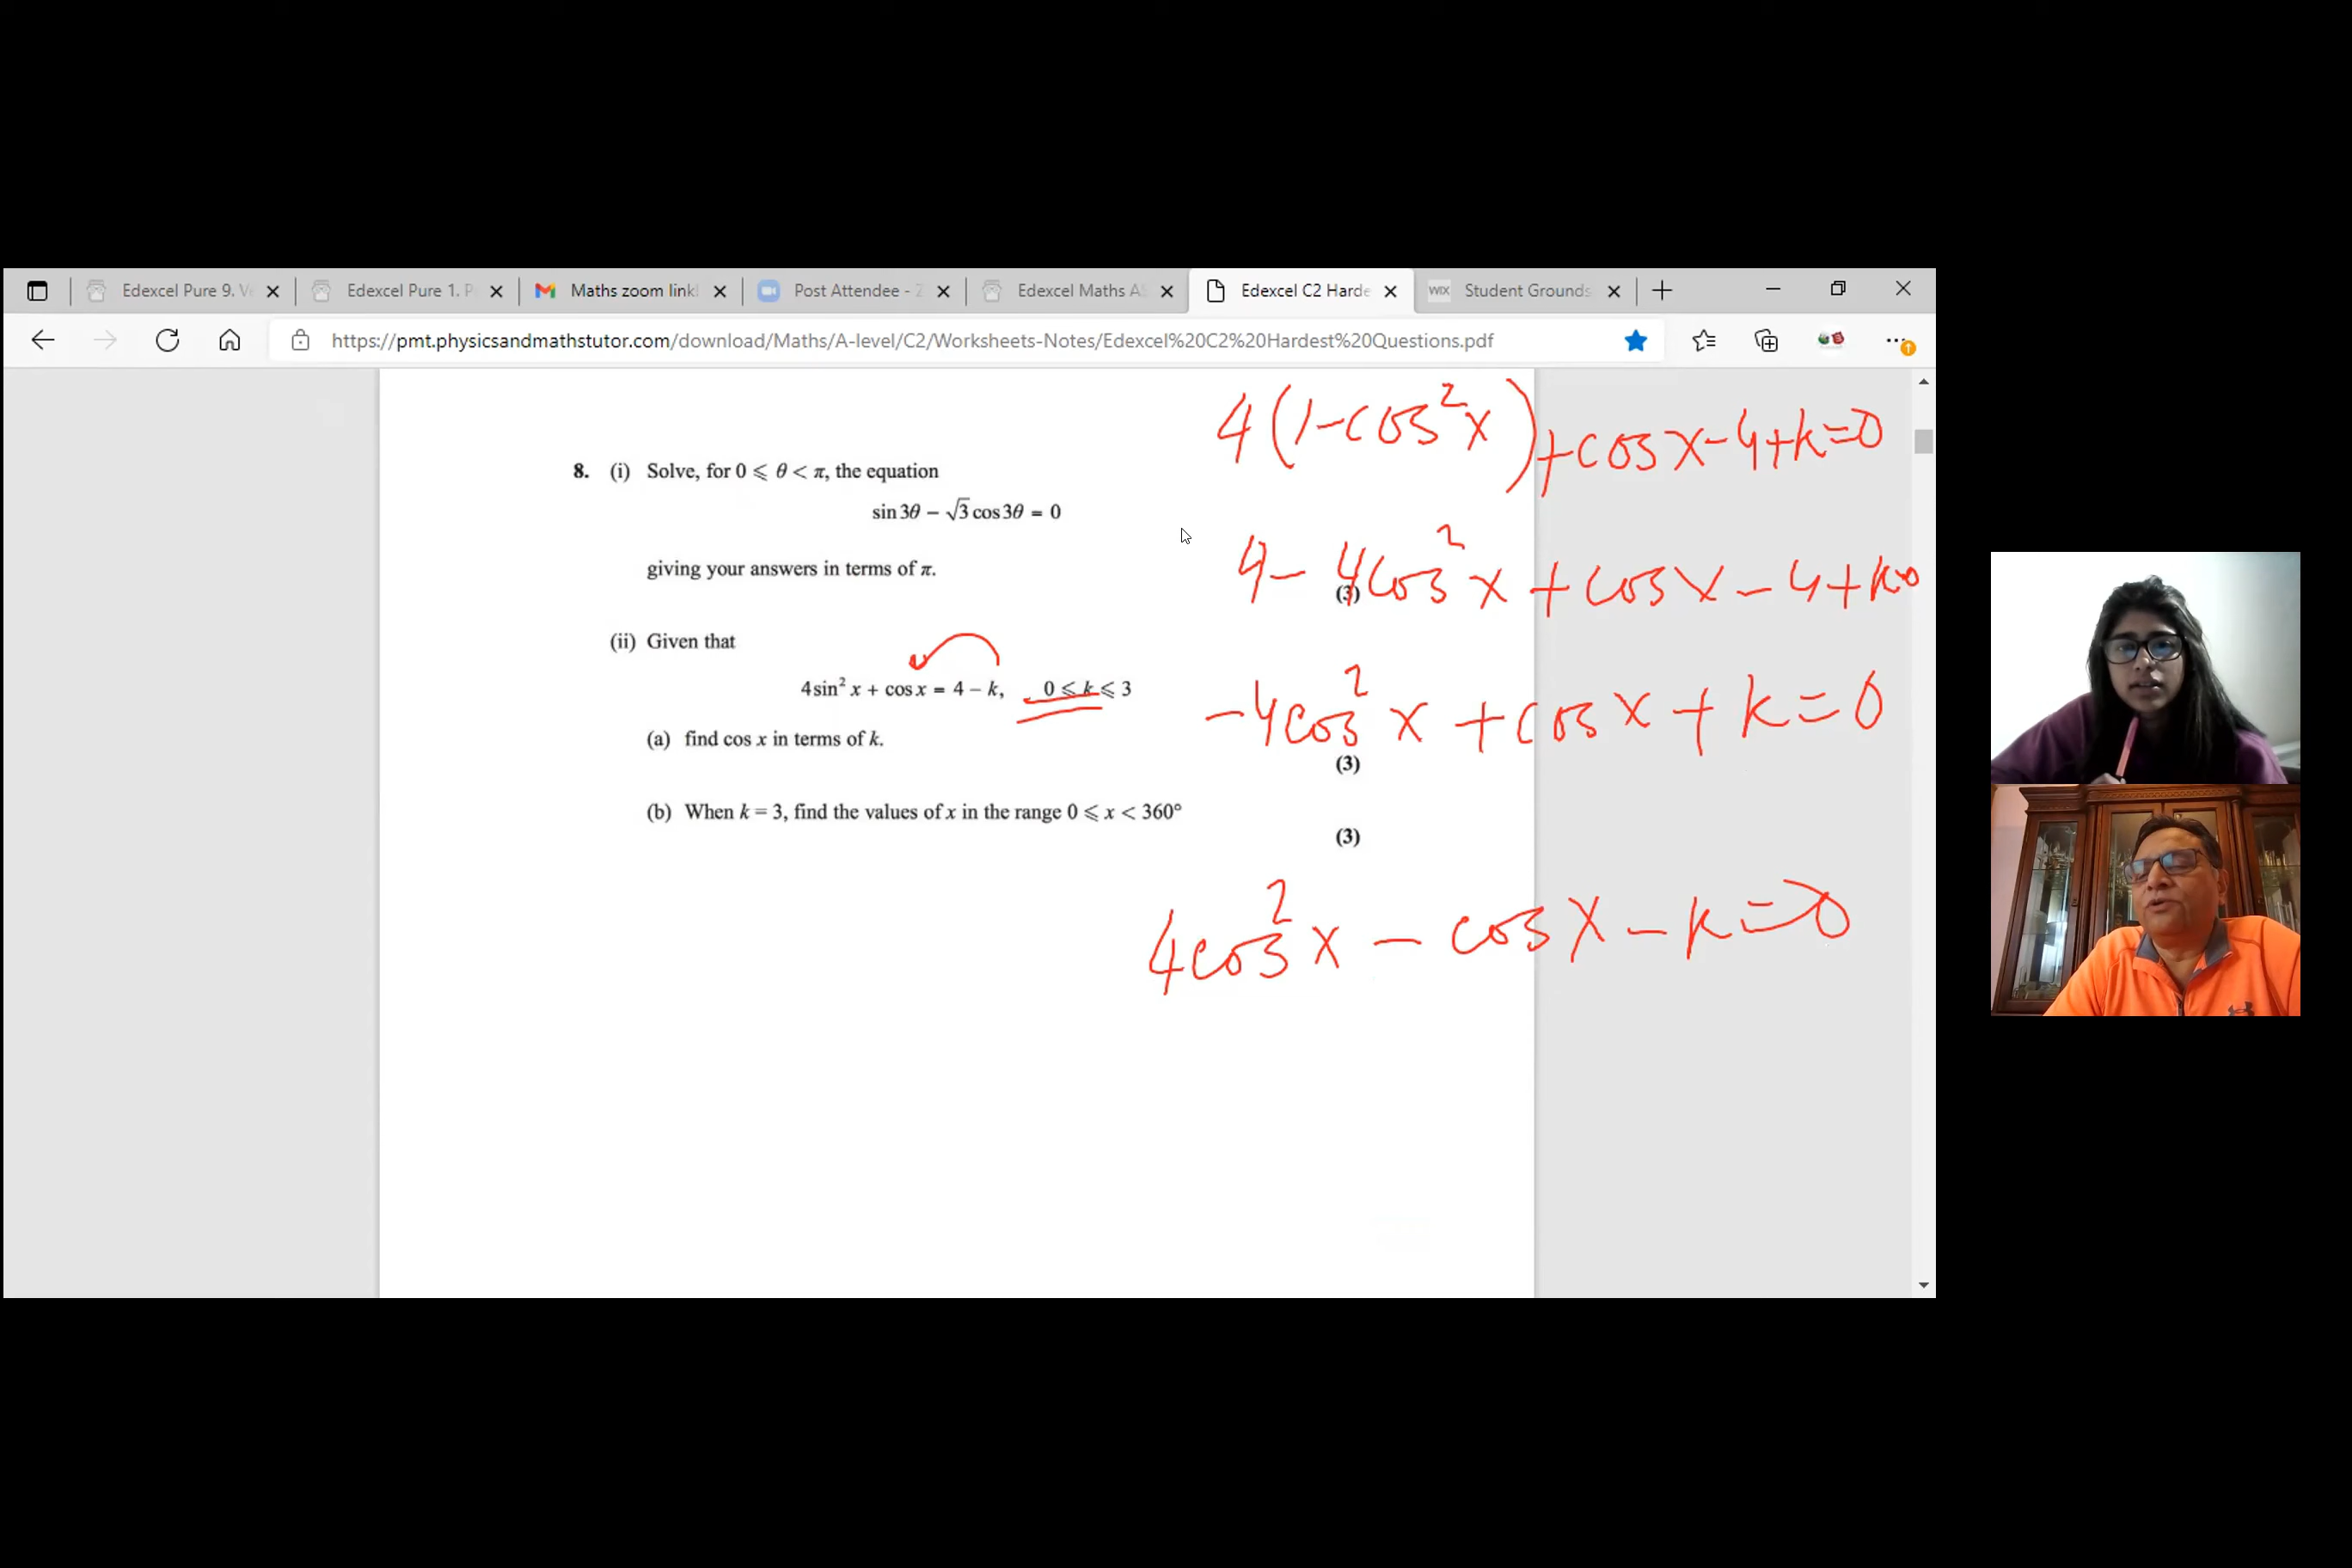 Edexcel Pure 9. V
Edexcel Pure 1. P
Maths zoom link
Post Attendee - Z
Edexcel Maths A
Edexcel C2 Harde
WIX
Student Grounds
https://pmt.physicsandmathstutor.com/download/Maths/A-level/C2/Worksheets-Notes/Edexcel%20C2%20Hardest%20Questions.pdf
4(1-cos²x)+cosx-4+k=0
8. (i) Solve, for 0 ⩽ θ < π, the equation
sin 3θ − √3 cos 3θ = 0
giving your answers in terms of π.
4-4cos²x+cosx-4+k=0
(3)
(ii) Given that
4sin² x + cos x = 4 − k, 0 ⩽ k ⩽ 3
-4cos²x+cosx+k=0
(a) find cos x in terms of k.
(3)
(b) When k = 3, find the values of x in the range 0 ⩽ x < 360°
(3)
4cos²x-cosx-k=0